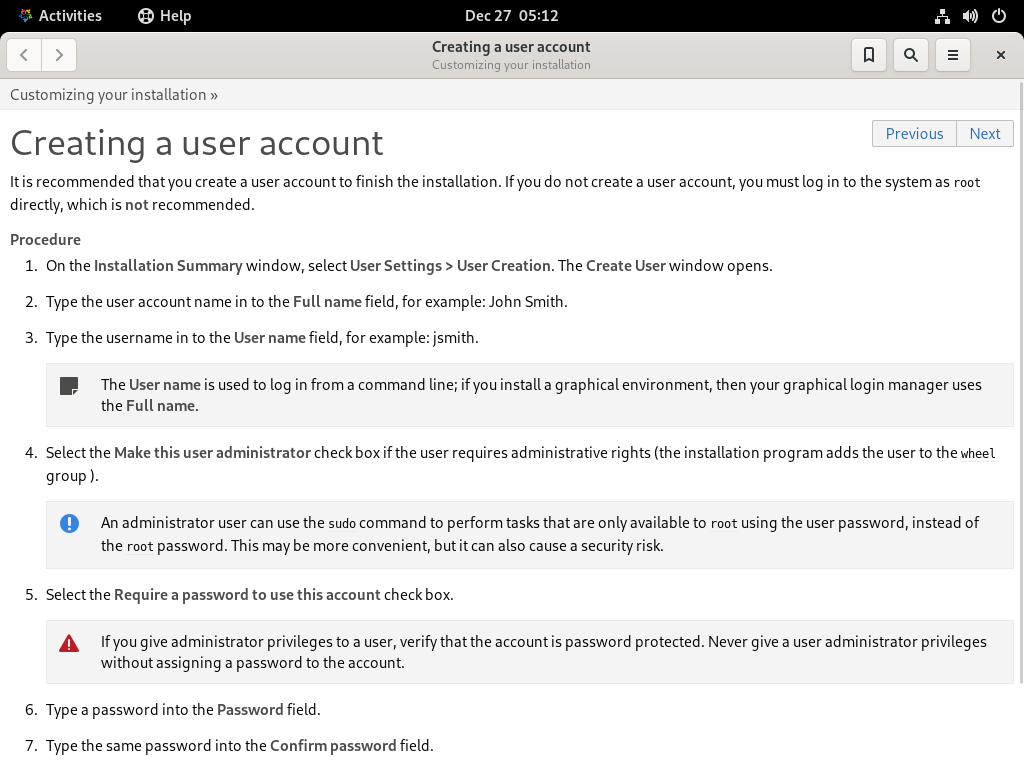 Activities
Help
Dec 27  05:12
Creating a user account
Customizing your installation
Customizing your installation »
Creating a user account
Previous
Next
It is recommended that you create a user account to finish the installation. If you do not create a user account, you must log in to the system as root
directly, which is not recommended.
Procedure
1. On the Installation Summary window, select User Settings > User Creation. The Create User window opens.
2. Type the user account name in to the Full name field, for example: John Smith.
3. Type the username in to the User name field, for example: jsmith.
The User name is used to log in from a command line; if you install a graphical environment, then your graphical login manager uses
the Full name.
4. Select the Make this user administrator check box if the user requires administrative rights (the installation program adds the user to the wheel
group ).
An administrator user can use the sudo command to perform tasks that are only available to root using the user password, instead of
the root password. This may be more convenient, but it can also cause a security risk.
5. Select the Require a password to use this account check box.
If you give administrator privileges to a user, verify that the account is password protected. Never give a user administrator privileges
without assigning a password to the account.
6. Type a password into the Password field.
7. Type the same password into the Confirm password field.